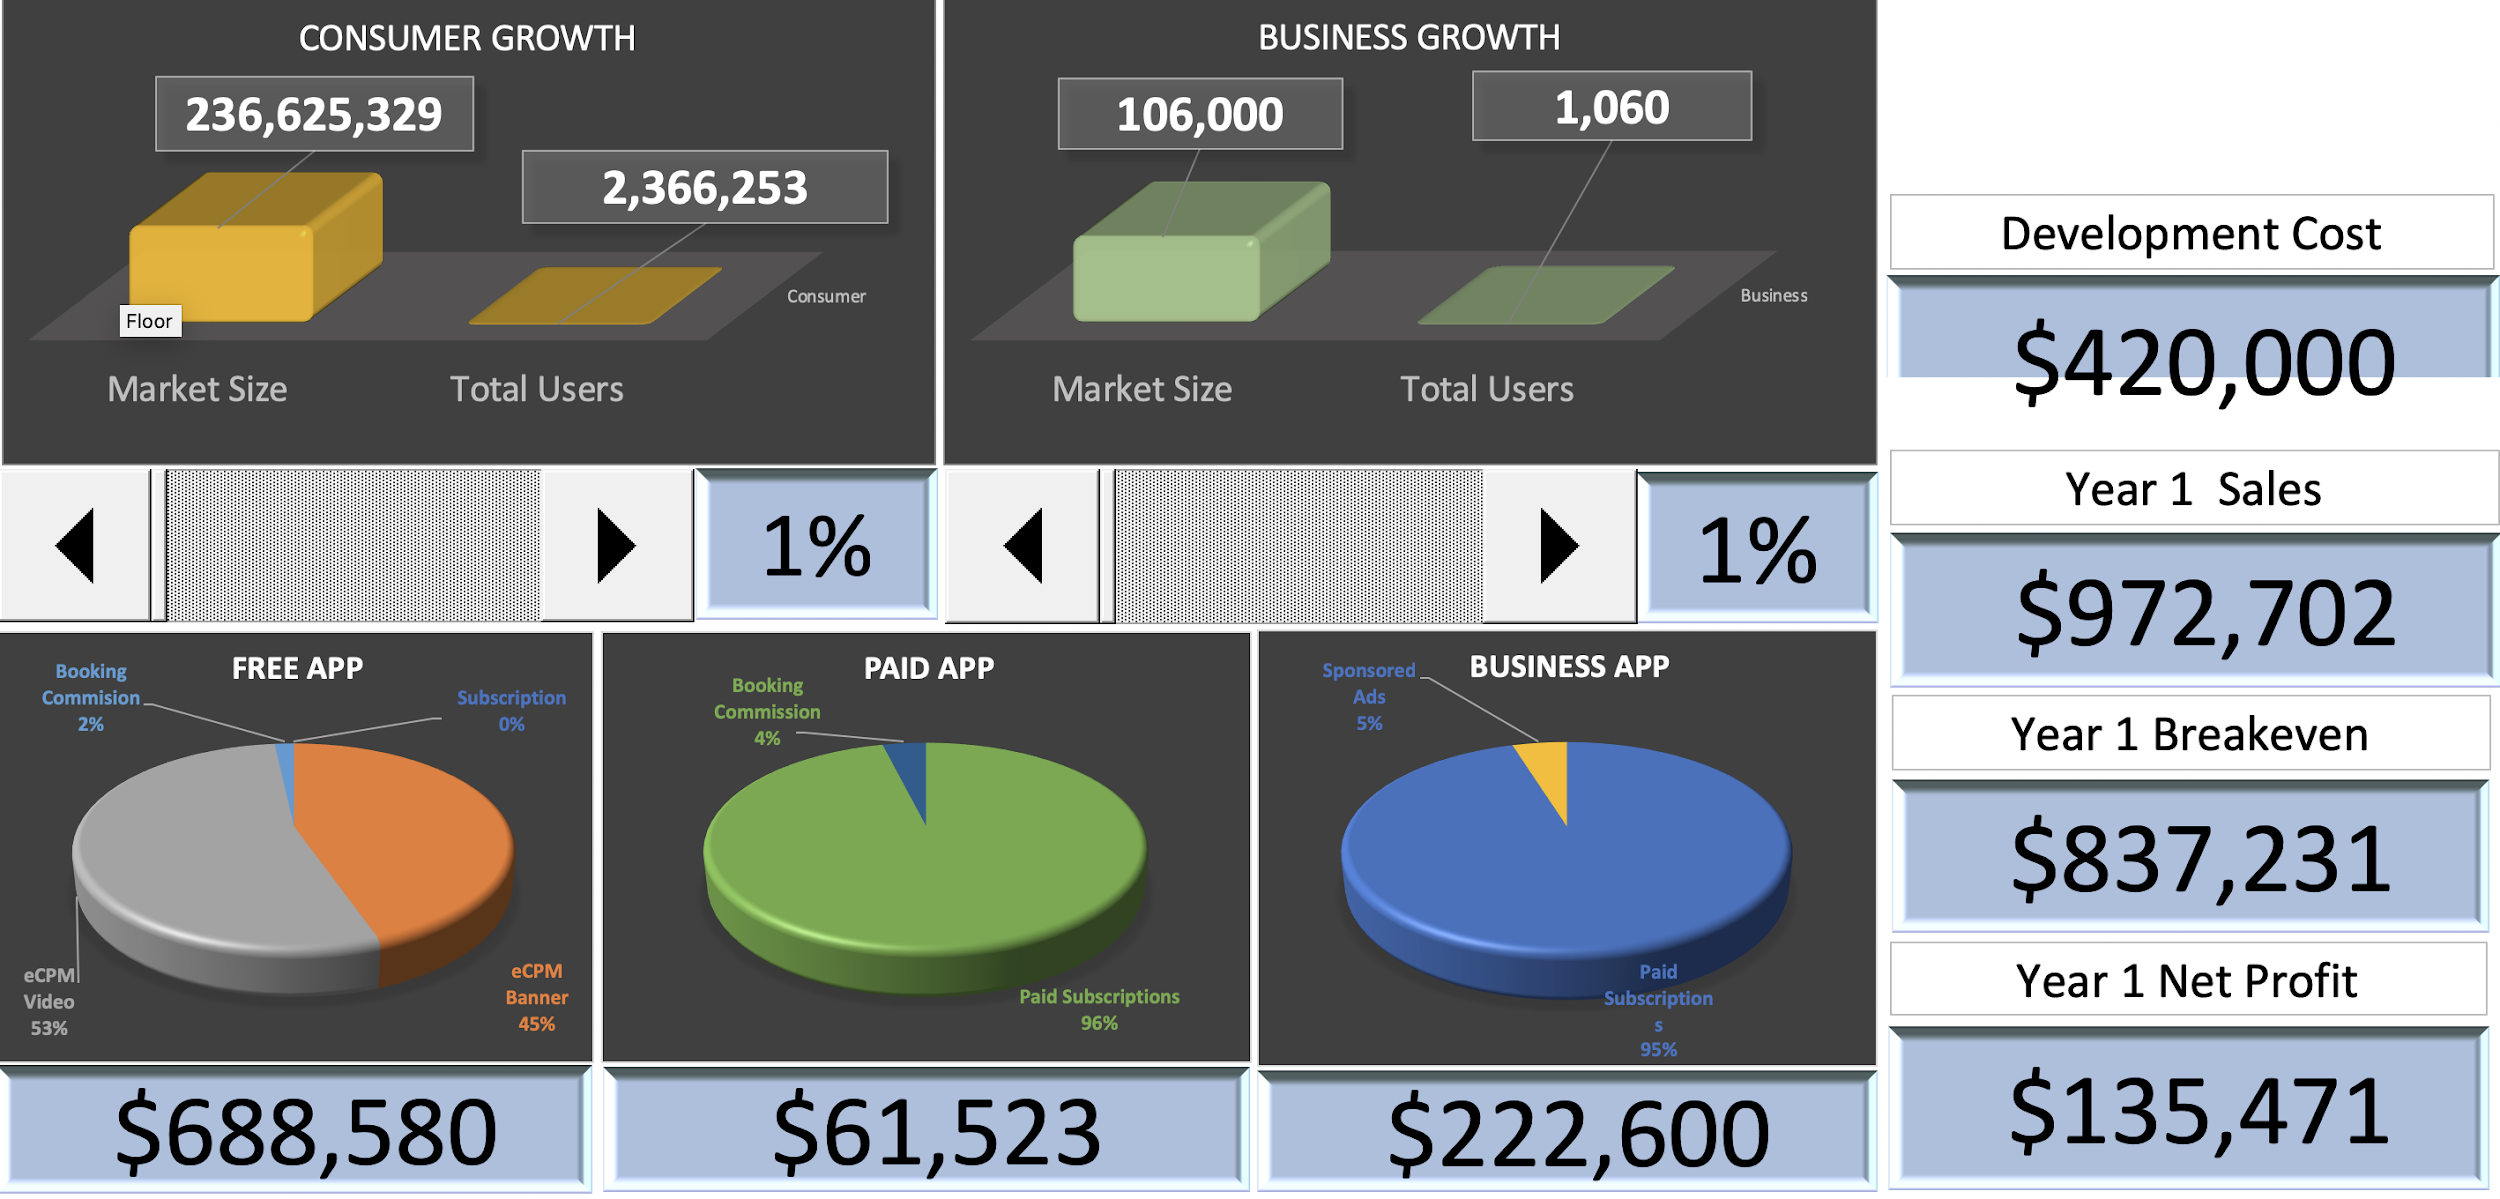 CONSUMER GROWTH
236,625,329
2,366,253
Consumer
Floor
Market Size
Total Users
BUSINESS GROWTH
106,000
1,060
Business
Market Size
Total Users
Development Cost
$420,000
1%
1%
Year 1 Sales
$972,702
Year 1 Breakeven
$837,231
Year 1 Net Profit
$135,471
FREE APP
Booking
Commision
2%
Subscription
0%
eCPM
Video
53%
eCPM
Banner
45%
$688,580
PAID APP
Booking
Commission
4%
Paid Subscriptions
96%
$61,523
BUSINESS APP
Sponsored
Ads
5%
Paid
Subscription
s
95%
$222,600